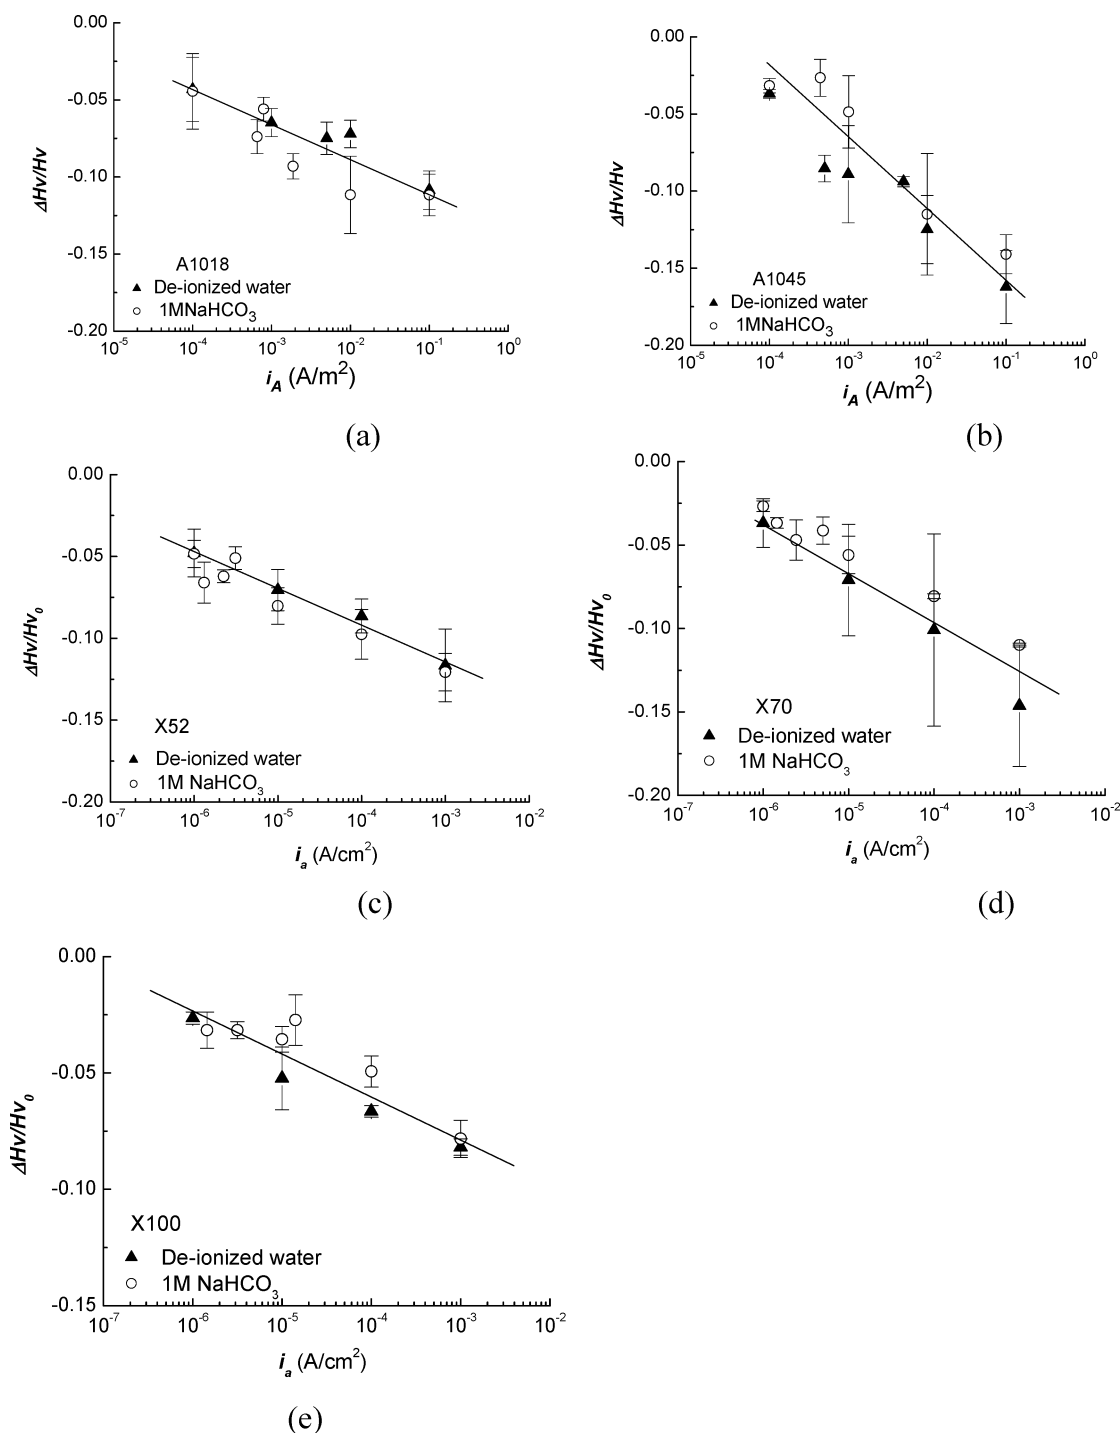 0.00
-0.05
-0.10
-0.15
-0.20
ΔHv/Hv
A1018
▲ De-ionized water
○ 1MNaHCO₃
10⁻⁵ 10⁻⁴ 10⁻³ 10⁻² 10⁻¹ 10⁰
i_A (A/m²)
(a)
0.00
-0.05
-0.10
-0.15
-0.20
ΔHv/Hv
A1045
▲ De-ionized water
○ 1MNaHCO₃
10⁻⁵ 10⁻⁴ 10⁻³ 10⁻² 10⁻¹ 10⁰
i_A (A/m²)
(b)
0.00
-0.05
-0.10
-0.15
-0.20
ΔHv/Hv₀
X52
▲ De-ionized water
○ 1M NaHCO₃
10⁻⁷ 10⁻⁶ 10⁻⁵ 10⁻⁴ 10⁻³ 10⁻²
i_a (A/cm²)
(c)
0.00
-0.05
-0.10
-0.15
-0.20
ΔHv/Hv₀
X70
▲ De-ionized water
○ 1M NaHCO₃
10⁻⁷ 10⁻⁶ 10⁻⁵ 10⁻⁴ 10⁻³ 10⁻²
i_a (A/cm²)
(d)
0.00
-0.05
-0.10
-0.15
ΔHv/Hv₀
X100
▲ De-ionized water
○ 1M NaHCO₃
10⁻⁷ 10⁻⁶ 10⁻⁵ 10⁻⁴ 10⁻³ 10⁻²
i_a (A/cm²)
(e)